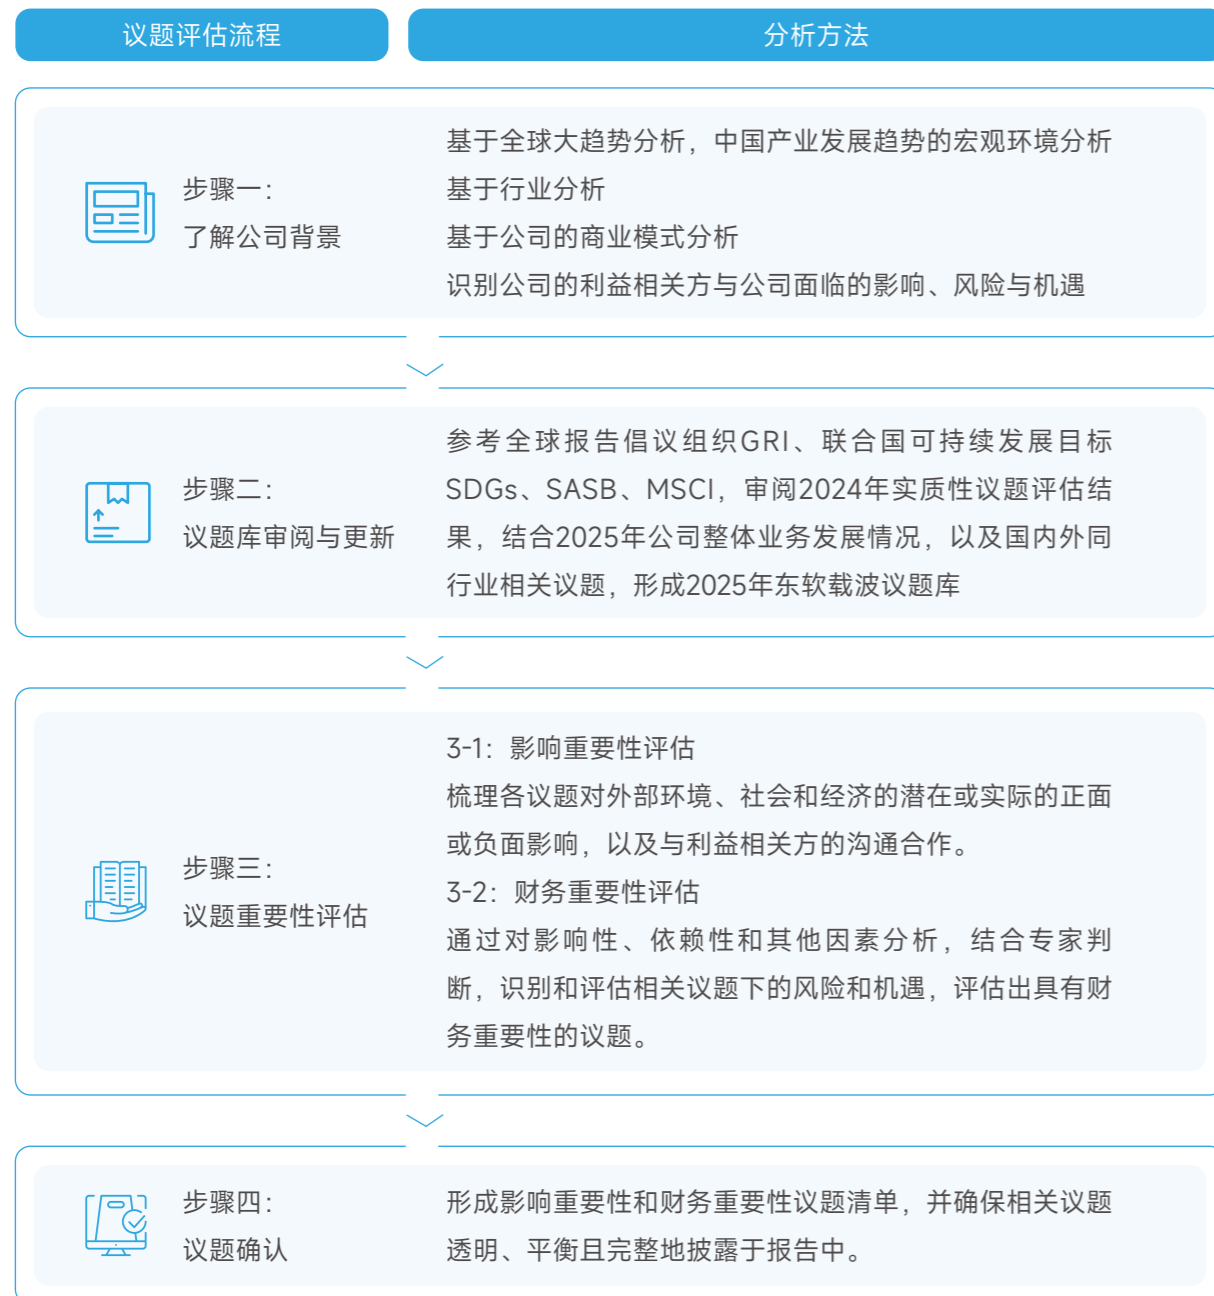 议题评估流程
分析方法
步骤一：
了解公司背景
基于全球大趋势分析，中国产业发展趋势的宏观环境分析
基于行业分析
基于公司的商业模式分析
识别公司的利益相关方与公司面临的影响、风险与机遇
步骤二：
议题库审阅与更新
参考全球报告倡议组织GRI、联合国可持续发展目标
SDGs、SASB、MSCI，审阅2024年实质性议题评估结
果，结合2025年公司整体业务发展情况，以及国内外同
行业相关议题，形成2025年东软载波议题库
步骤三：
议题重要性评估
3-1：影响重要性评估
梳理各议题对外部环境、社会和经济的潜在或实际的正面
或负面影响，以及与利益相关方的沟通合作。
3-2：财务重要性评估
通过对影响性、依赖性和其他因素分析，结合专家判
断，识别和评估相关议题下的风险和机遇，评估出具有财
务重要性的议题。
步骤四：
议题确认
形成影响重要性和财务重要性议题清单，并确保相关议题
透明、平衡且完整地披露于报告中。